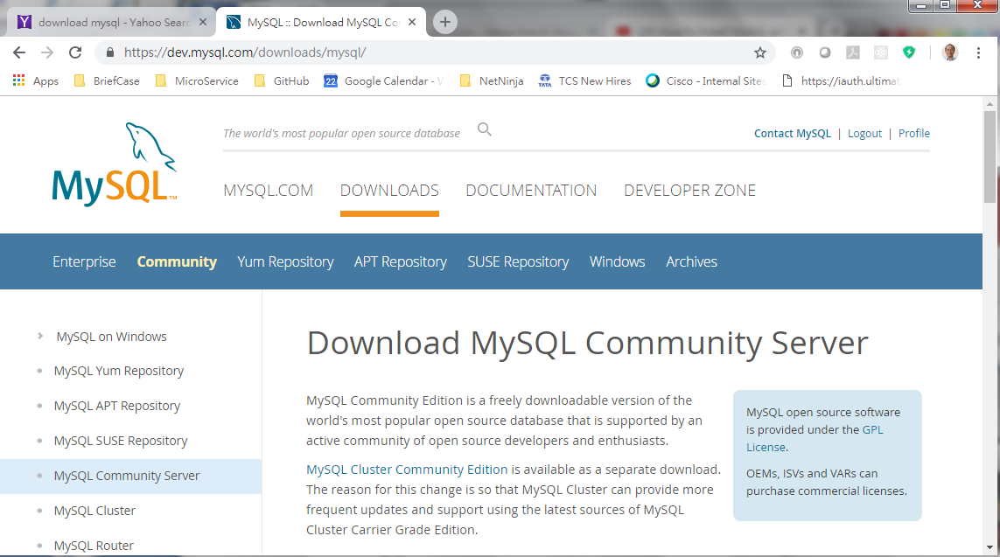 download mysql - Yahoo Searc
MySQL :: Download MySQL Co
https://dev.mysql.com/downloads/mysql/
Apps BriefCase MicroService GitHub 22 Google Calendar - NetNinja TATA TCS New Hires Cisco - Internal Sites https://iauth.ultimat
MySQL™
The world's most popular open source database
Contact MySQL | Logout | Profile
MYSQL.COM DOWNLOADS DOCUMENTATION DEVELOPER ZONE
Enterprise Community Yum Repository APT Repository SUSE Repository Windows Archives
MySQL on Windows
MySQL Yum Repository
MySQL APT Repository
MySQL SUSE Repository
MySQL Community Server
MySQL Cluster
MySQL Router
Download MySQL Community Server
MySQL Community Edition is a freely downloadable version of the
world's most popular open source database that is supported by an
active community of open source developers and enthusiasts.
MySQL Cluster Community Edition is available as a separate download.
The reason for this change is so that MySQL Cluster can provide more
frequent updates and support using the latest sources of MySQL
Cluster Carrier Grade Edition.
MySQL open source software
is provided under the GPL
License.
OEMs, ISVs and VARs can
purchase commercial licenses.